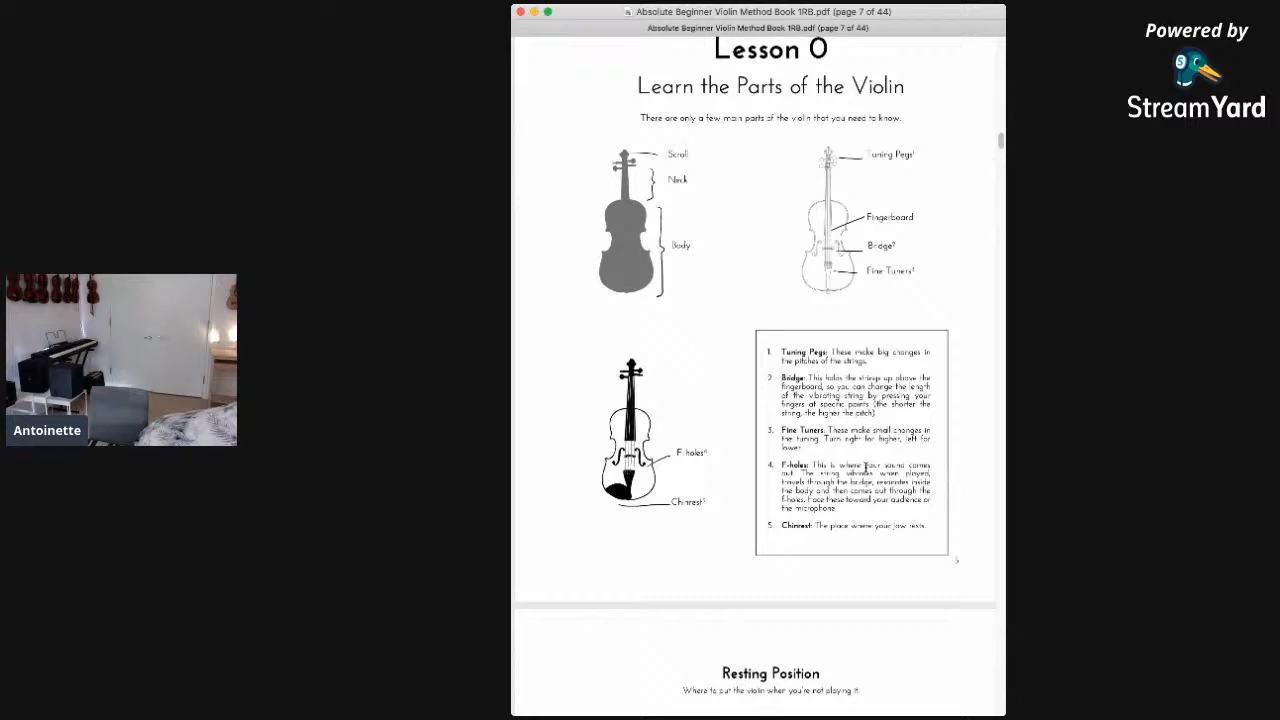 Absolute Beginner Violin Method Book 1RB.pdf (page 7 of 44)
Absolute Beginner Violin Method Book 1RB.pdf (page 7 of 44)
Powered by
StreamYard
Lesson 0
Learn the Parts of the Violin
There are only a few main parts of the violin that you need to know.
Scroll
Neck
Body
Tuning Pegs¹
Fingerboard
Bridge²
Fine Tuners³
F-holes⁴
Chinrest⁵
1. Tuning Pegs: These make big changes in
the pitches of the strings.
2. Bridge: This holds the strings up above the
fingerboard, so you can change the length
of the vibrating string by pressing your
fingers at specific points (the shorter the
string, the higher the pitch)
3. Fine Tuners: These make small changes in
the tuning. Turn right for higher, left for
lower.
4. F-holes: This is where your sound comes
out. The string vibrates when played,
travels through the bridge, resonates inside
the body and then comes out through the
f-holes. Face these toward your audience or
the microphone.
5. Chinrest: The place where your jaw rests.
5
Antoinette
Resting Position
Where to put the violin when you're not playing it.